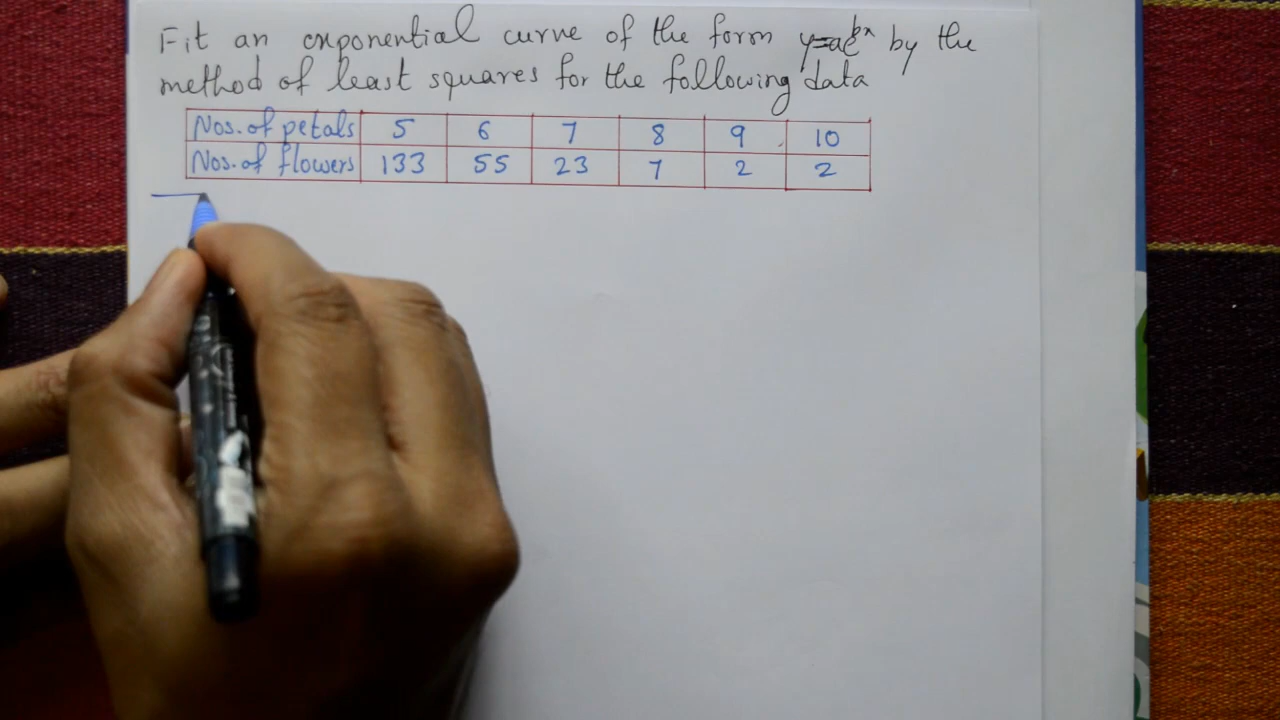 Fit an exponential curve of the form y=ae^bx by the
method of least squares for the following data
Nos. of petals 5 6 7 8 9 10
Nos. of flowers 133 55 23 7 2 2